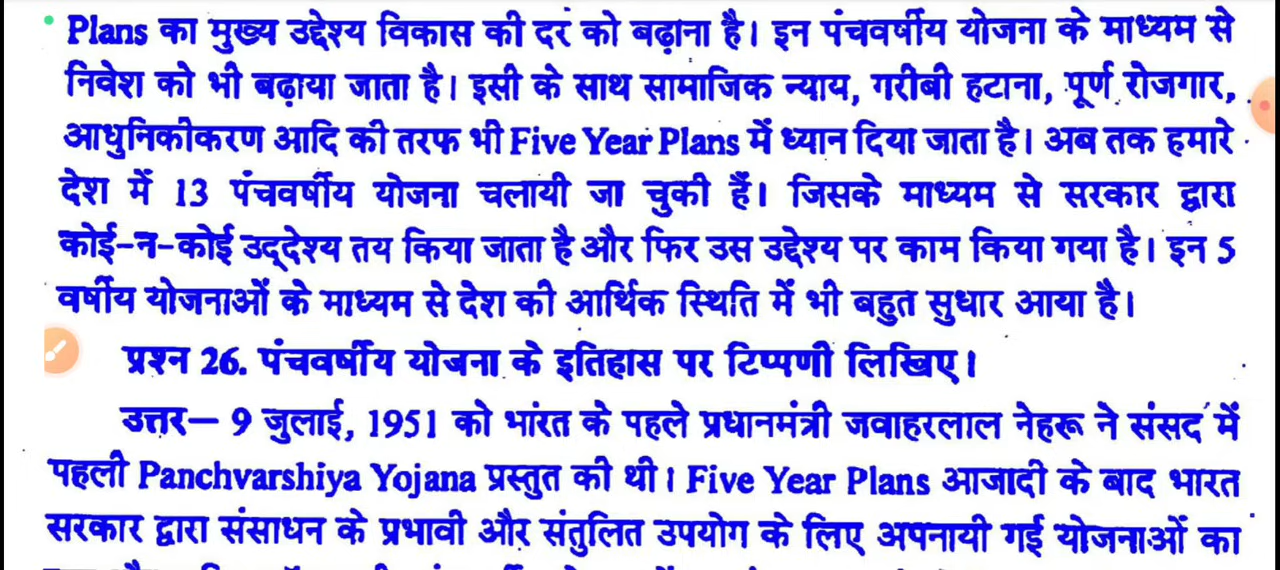 Plans का मुख्य उद्देश्य विकास की दर को बढ़ाना है। इन पंचवर्षीय योजना के माध्यम से
निवेश को भी बढ़ाया जाता है। इसी के साथ सामाजिक न्याय, गरीबी हटाना, पूर्ण रोजगार,
आधुनिकीकरण आदि की तरफ भी Five Year Plans में ध्यान दिया जाता है। अब तक हमारे
देश में 13 पंचवर्षीय योजना चलायी जा चुकी हैं। जिसके माध्यम से सरकार द्वारा
कोई-न-कोई उद्देश्य तय किया जाता है और फिर उस उद्देश्य पर काम किया गया है। इन 5
वर्षीय योजनाओं के माध्यम से देश की आर्थिक स्थिति में भी बहुत सुधार आया है।
प्रश्न 26. पंचवर्षीय योजना के इतिहास पर टिप्पणी लिखिए।
उत्तर– 9 जुलाई, 1951 को भारत के पहले प्रधानमंत्री जवाहरलाल नेहरू ने संसद में
पहली Panchvarshiya Yojana प्रस्तुत की थी। Five Year Plans आजादी के बाद भारत
सरकार द्वारा संसाधन के प्रभावी और संतुलित उपयोग के लिए अपनायी गई योजनाओं का